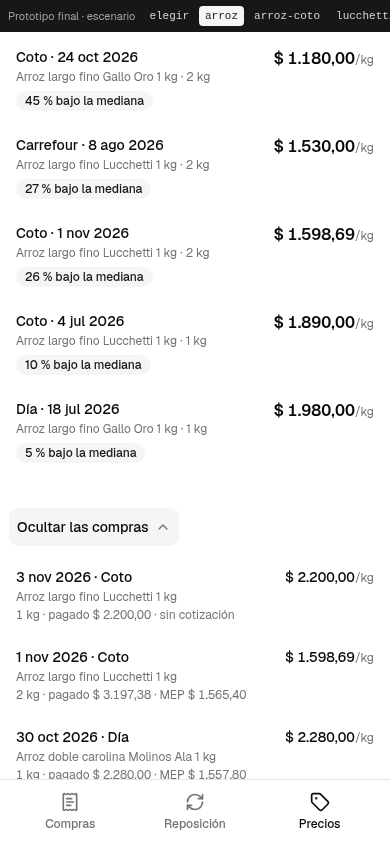 Prototipo final · escenario elegir arroz arroz-coto lucchett
Coto · 24 oct 2026 $ 1.180,00/kg
Arroz largo fino Gallo Oro 1 kg · 2 kg
45 % bajo la mediana
Carrefour · 8 ago 2026 $ 1.530,00/kg
Arroz largo fino Lucchetti 1 kg · 2 kg
27 % bajo la mediana
Coto · 1 nov 2026 $ 1.598,69/kg
Arroz largo fino Lucchetti 1 kg · 2 kg
26 % bajo la mediana
Coto · 4 jul 2026 $ 1.890,00/kg
Arroz largo fino Lucchetti 1 kg · 1 kg
10 % bajo la mediana
Día · 18 jul 2026 $ 1.980,00/kg
Arroz largo fino Gallo Oro 1 kg · 1 kg
5 % bajo la mediana
Ocultar las compras
3 nov 2026 · Coto $ 2.200,00/kg
Arroz largo fino Lucchetti 1 kg
1 kg · pagado $ 2.200,00 · sin cotización
1 nov 2026 · Coto $ 1.598,69/kg
Arroz largo fino Lucchetti 1 kg
2 kg · pagado $ 3.197,38 · MEP $ 1.565,40
30 oct 2026 · Día $ 2.280,00/kg
Arroz doble carolina Molinos Ala 1 kg
1 kg · pagado $ 2.280,00 · MEP $ 1.557,80
Compras Reposición Precios